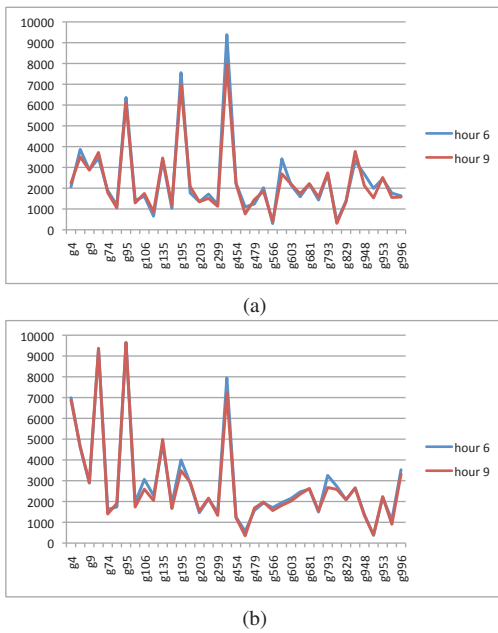 10000
9000
8000
7000
6000
5000
4000
3000
2000
1000
0
g4
g9
g74
g95
g106
g135
g195
g203
g299
g454
g479
g566
g603
g681
g793
g829
g948
g953
g996
hour 6
hour 9
(a)
10000
9000
8000
7000
6000
5000
4000
3000
2000
1000
0
g4
g9
g74
g95
g106
g135
g195
g203
g299
g454
g479
g566
g603
g681
g793
g829
g948
g953
g996
hour 6
hour 9
(b)